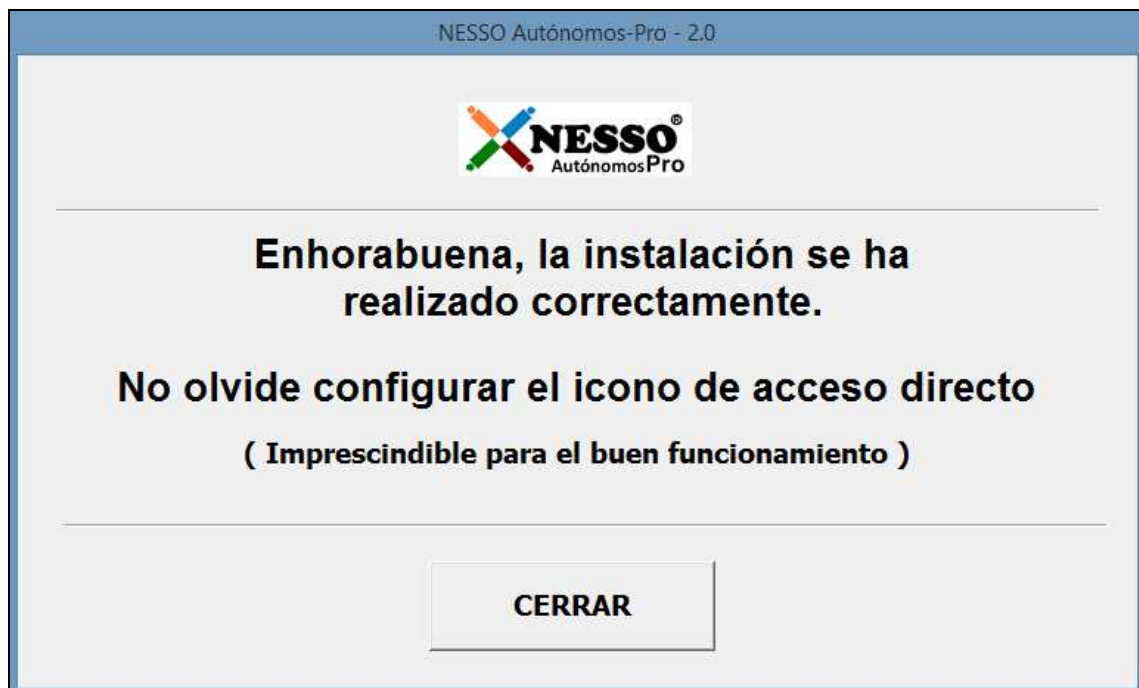 NESSO Autónomos-Pro - 2.0
NESSO®
AutónomosPro
Enhorabuena, la instalación se ha
realizado correctamente.
No olvide configurar el icono de acceso directo
( Imprescindible para el buen funcionamiento )
CERRAR